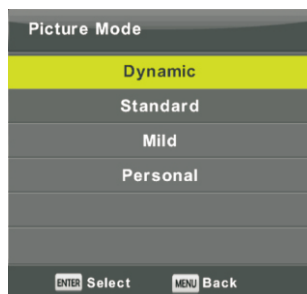 Picture Mode
Dynamic
Standard
Mild
Personal
ENTER Select MENU Back